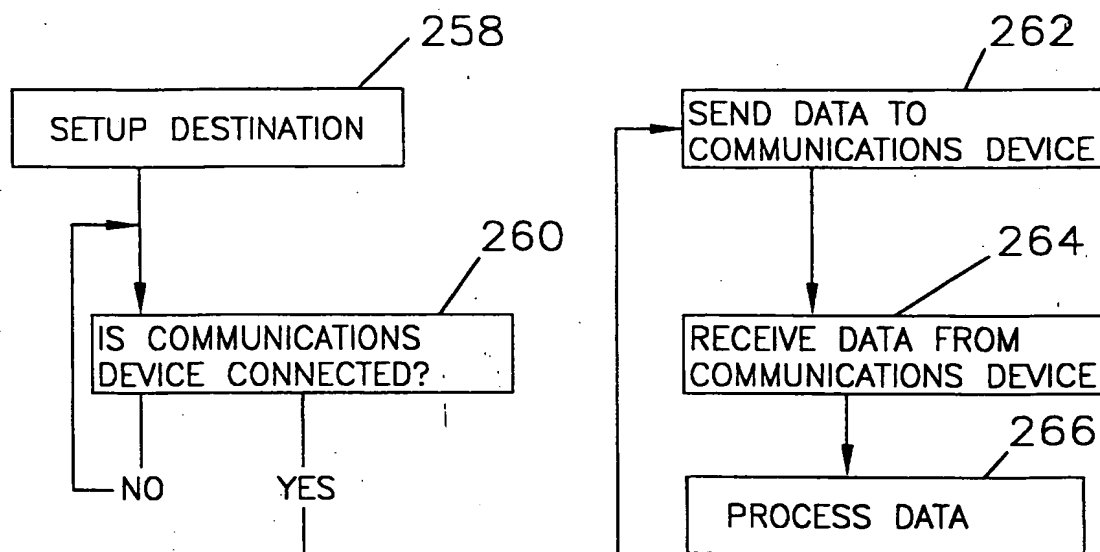 258
SETUP DESTINATION
260
IS COMMUNICATIONS
DEVICE CONNECTED?
NO
YES
262
SEND DATA TO
COMMUNICATIONS DEVICE
264
RECEIVE DATA FROM
COMMUNICATIONS DEVICE
266
PROCESS DATA